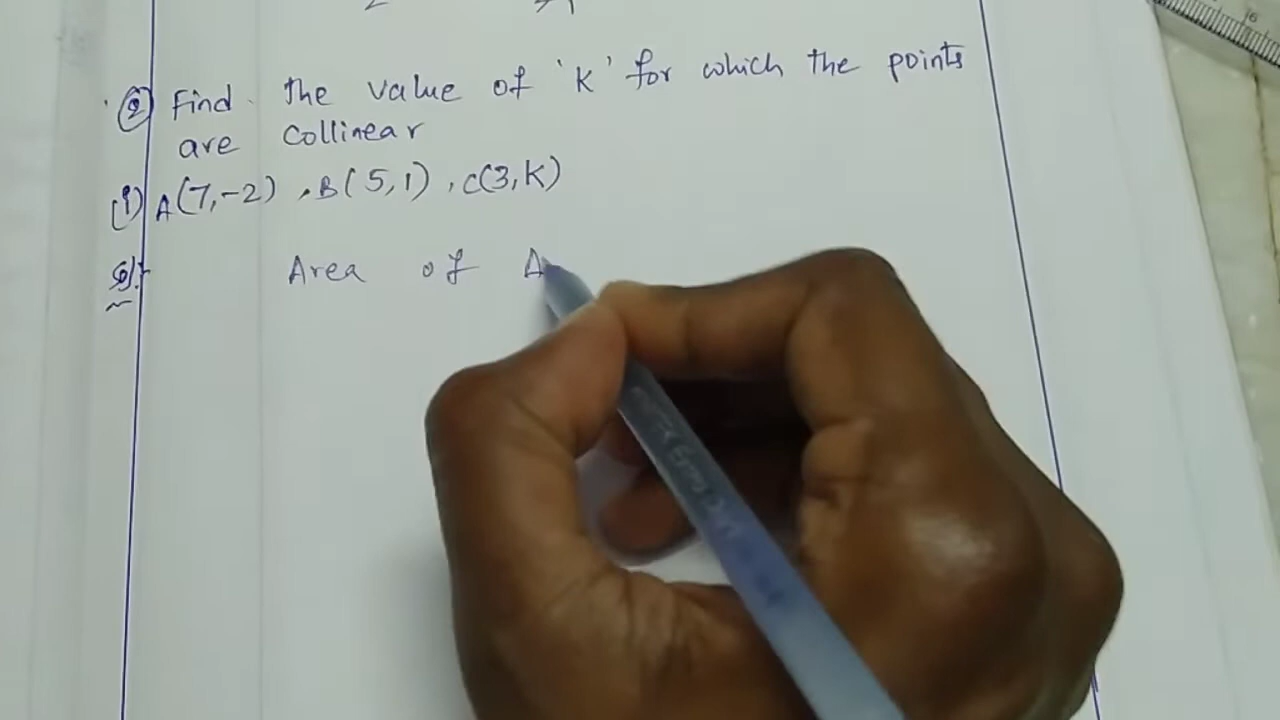 ② Find the value of 'K' for which the points
are Collinear
(i) A(7,-2) , B(5,1) , C(3,K)
Sol:- Area of